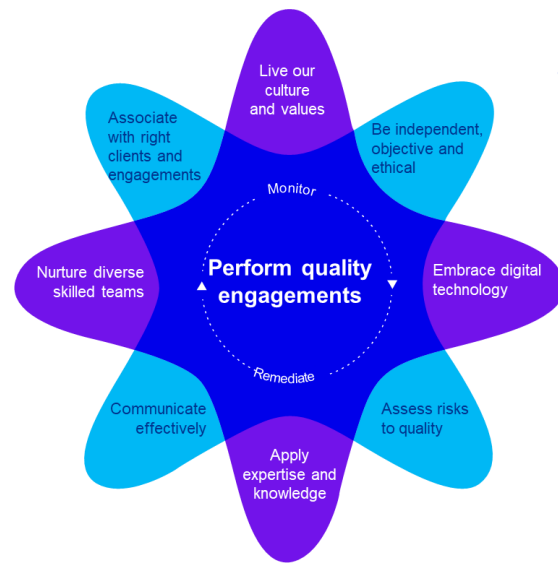 Live our
culture
and values
Associate
with right
clients and
engagements
Be independent,
objective and
ethical
Monitor
Nurture diverse
skilled teams
Perform quality
engagements
Embrace digital
technology
Remediate
Communicate
effectively
Assess risks
to quality
Apply
expertise and
knowledge